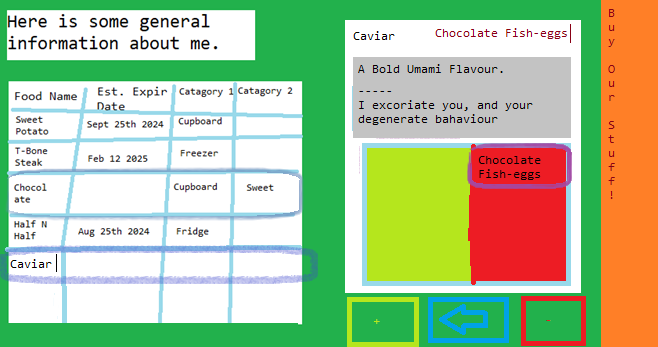 Here is some general
information about me.
Food Name
Est. Expir
Date
Catagory 1
Catagory 2
Sweet
Potato
Sept 25th 2024
Cupboard
T-Bone
Steak
Feb 12 2025
Freezer
Chocol
ate
Cupboard
Sweet
Half N
Half
Aug 25th 2024
Fridge
Caviar
Caviar
Chocolate Fish-eggs
A Bold Umami Flavour.
-----
I excoriate you, and your
degenerate bahaviour
Chocolate
Fish-eggs
+
-
Buy Our Stuff!